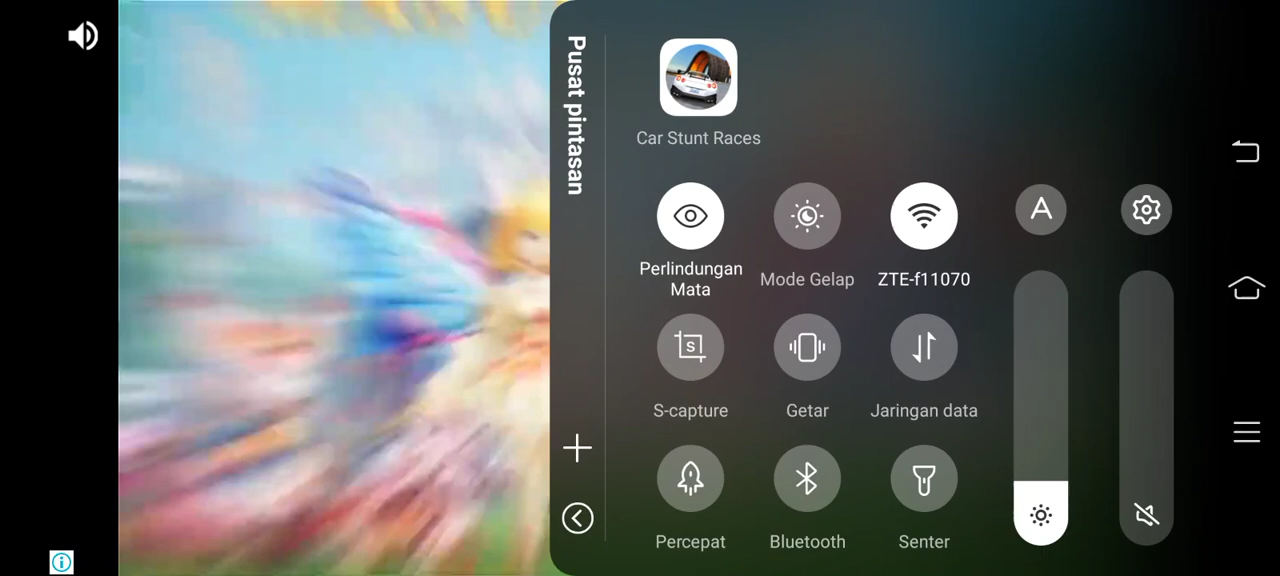 Pusat pintasan
Car Stunt Races
Perlindungan
Mata
Mode Gelap
ZTE-f11070
A
S-capture
Getar
Jaringan data
Percepat
Bluetooth
Senter